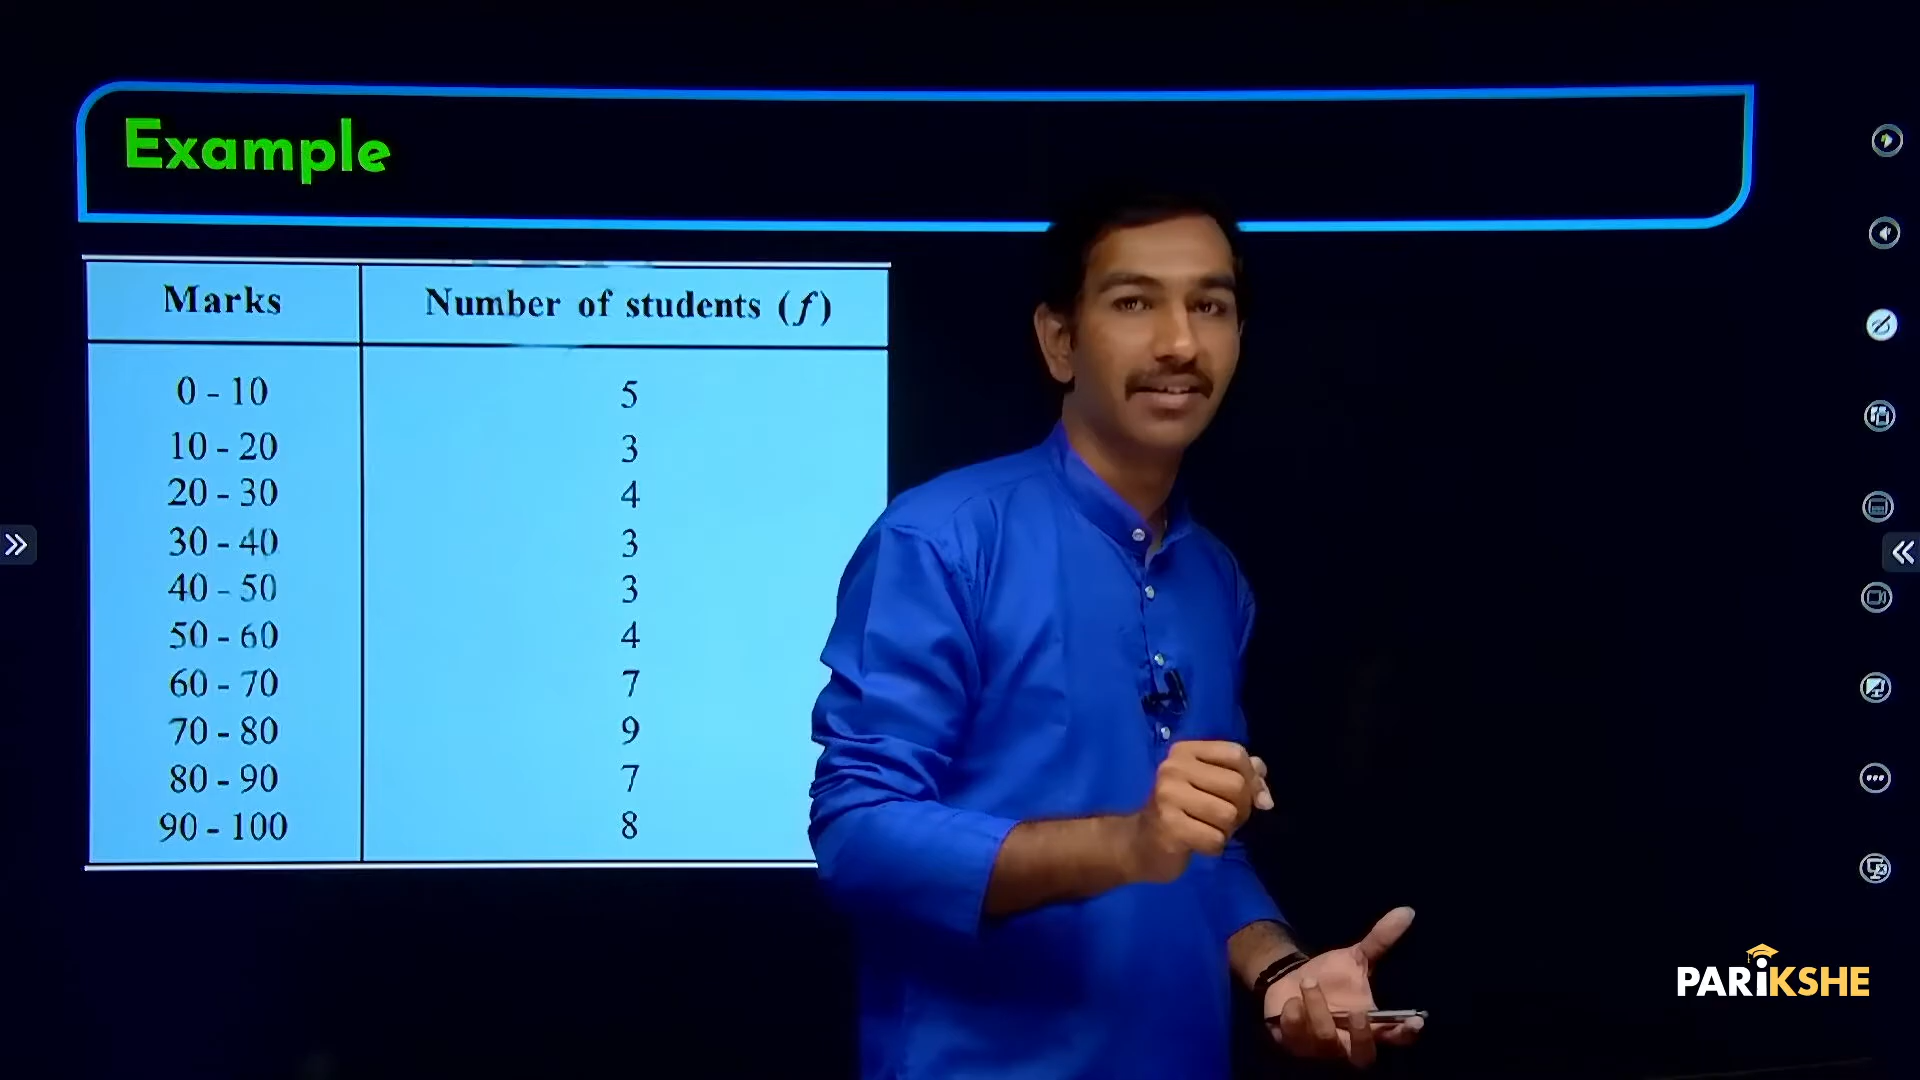 Example
Marks Number of students (f)
0 - 10 5
10 - 20 3
20 - 30 4
30 - 40 3
40 - 50 3
50 - 60 4
60 - 70 7
70 - 80 9
80 - 90 7
90 - 100 8
PARiKSHE